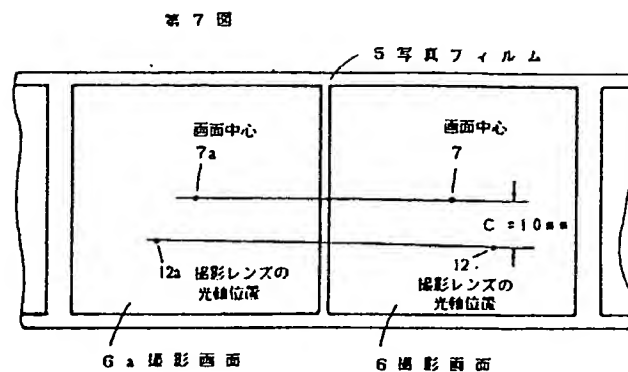 第7図
5 写真フィルム
画面中心
7a
画面中心
7
C=10mm
12a 撮影レンズの
光軸位置
12.
撮影レンズの
光軸位置
6a 撮影画面
6 撮影画面